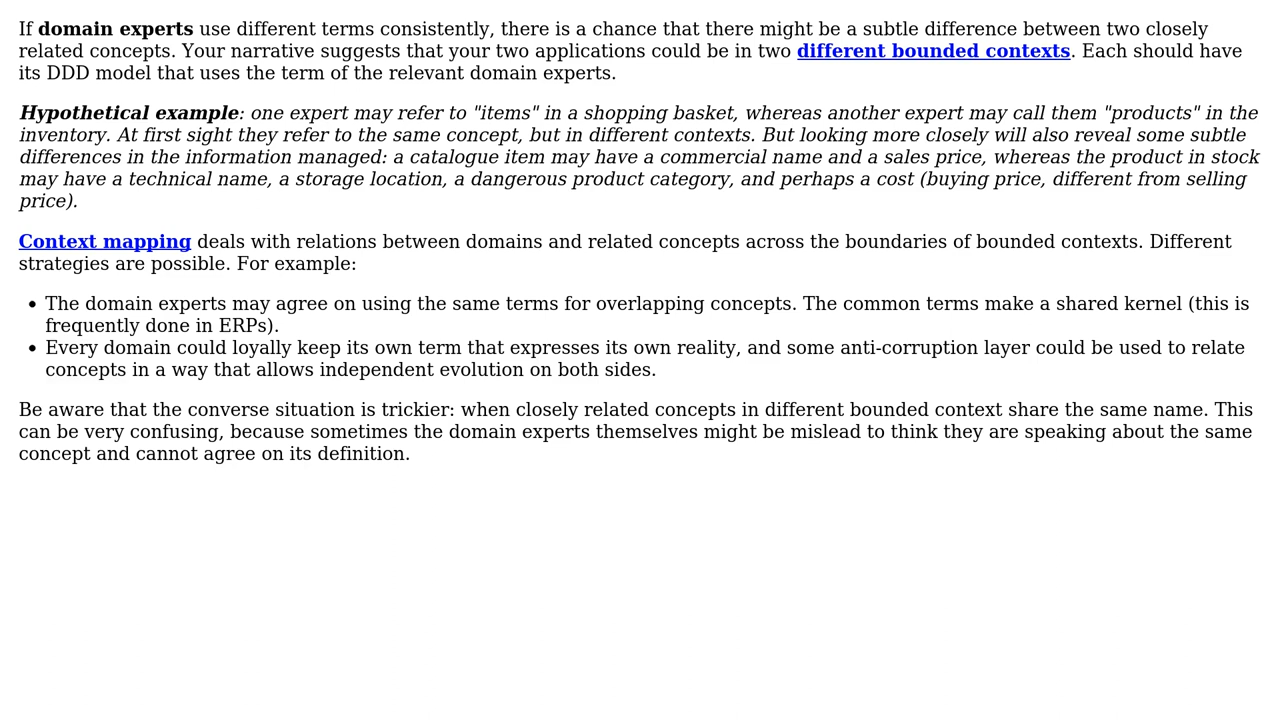 If domain experts use different terms consistently, there is a chance that there might be a subtle difference between two closely
related concepts. Your narrative suggests that your two applications could be in two different bounded contexts. Each should have
its DDD model that uses the term of the relevant domain experts.
Hypothetical example: one expert may refer to "items" in a shopping basket, whereas another expert may call them "products" in the
inventory. At first sight they refer to the same concept, but in different contexts. But looking more closely will also reveal some subtle
differences in the information managed: a catalogue item may have a commercial name and a sales price, whereas the product in stock
may have a technical name, a storage location, a dangerous product category, and perhaps a cost (buying price, different from selling
price).
Context mapping deals with relations between domains and related concepts across the boundaries of bounded contexts. Different
strategies are possible. For example:
• The domain experts may agree on using the same terms for overlapping concepts. The common terms make a shared kernel (this is
frequently done in ERPs).
• Every domain could loyally keep its own term that expresses its own reality, and some anti-corruption layer could be used to relate
concepts in a way that allows independent evolution on both sides.
Be aware that the converse situation is trickier: when closely related concepts in different bounded context share the same name. This
can be very confusing, because sometimes the domain experts themselves might be mislead to think they are speaking about the same
concept and cannot agree on its definition.